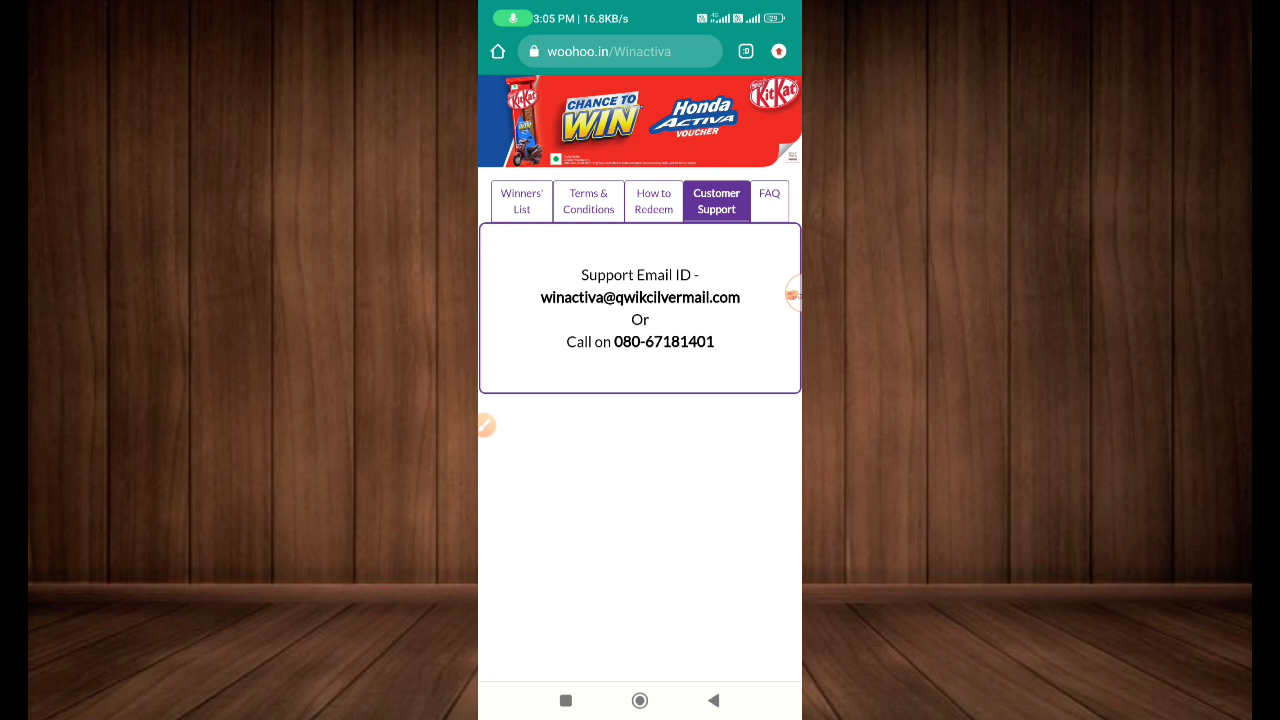 3:05 PM | 16.8KB/s
29
woohoo.in/Winactiva
:D
KitKat
CHANCE TO
WIN
Honda
ACTIVA
VOUCHER
KitKat
Winners'
List
Terms &
Conditions
How to
Redeem
Customer
Support
FAQ
Support Email ID -
winactiva@qwikcilvermail.com
Or
Call on 080-67181401